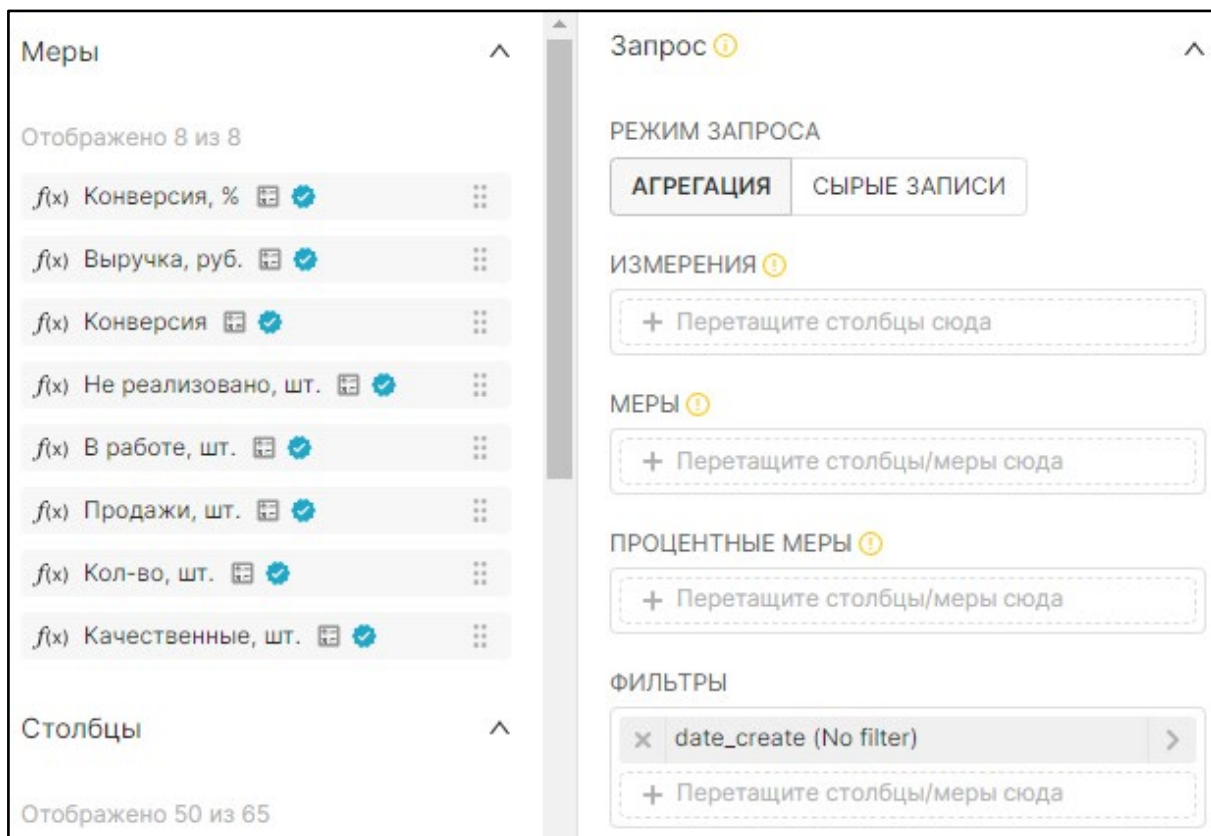 Меры
Отображено 8 из 8
f(x) Конверсия, %
f(x) Выручка, руб.
f(x) Конверсия
f(x) Не реализовано, шт.
f(x) В работе, шт.
f(x) Продажи, шт.
f(x) Кол-во, шт.
f(x) Качественные, шт.
Столбцы
Отображено 50 из 65
Запрос
РЕЖИМ ЗАПРОСА
АГРЕГАЦИЯ СЫРЫЕ ЗАПИСИ
ИЗМЕРЕНИЯ
+ Перетащите столбцы сюда
МЕРЫ
+ Перетащите столбцы/меры сюда
ПРОЦЕНТНЫЕ МЕРЫ
+ Перетащите столбцы/меры сюда
ФИЛЬТРЫ
× date_create (No filter) >
+ Перетащите столбцы/меры сюда